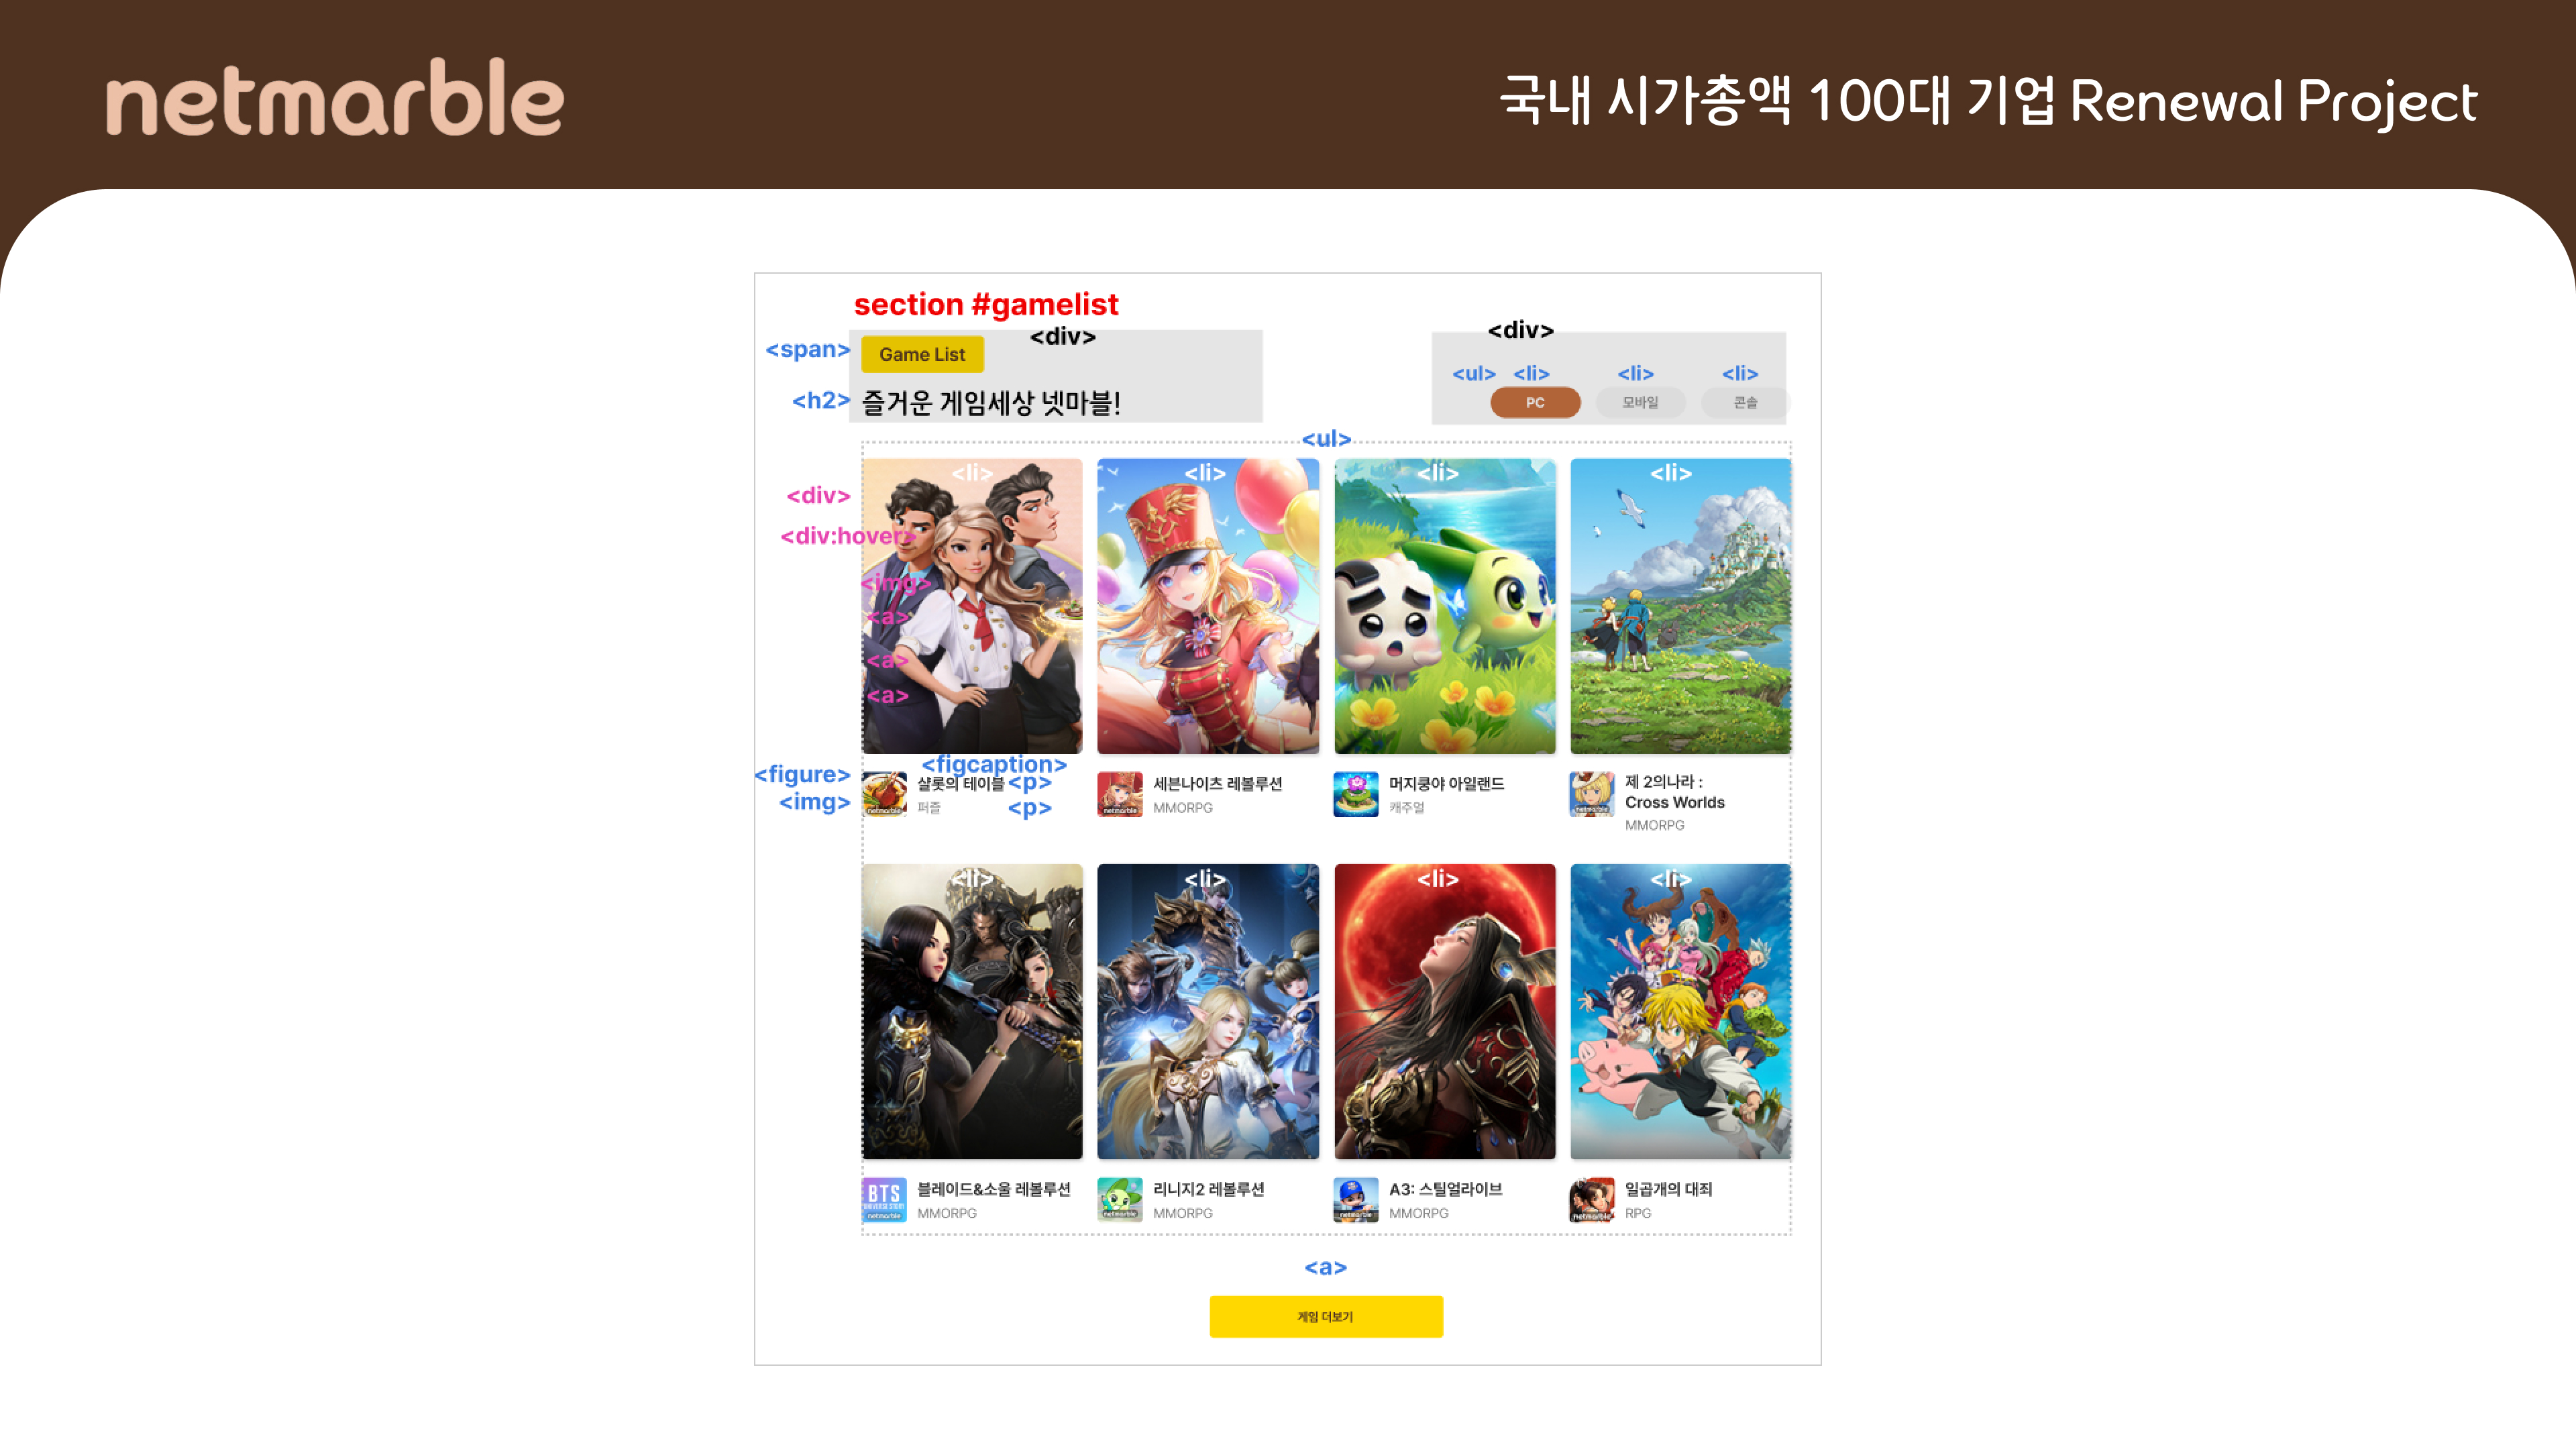 netmarble
국내 시가총액 100대 기업 Renewal Project
section #gamelist
<div>
<span>
Game List
<h2>
즐거운 게임세상 넷마블!
<div>
<ul> <li> <li> <li>
PC 모바일 콘솔
<ul>
<li> <li> <li> <li>
<div>
<div:hover>
<img>
<a>
<a>
<a>
<figure>
<img>
<figcaption>
샬롯의 테이블 <p>
퍼즐 <p>
세븐나이츠 레볼루션
MMORPG
머지쿵야 아일랜드
캐주얼
제 2의나라 :
Cross Worlds
MMORPG
<li> <li> <li> <li>
BTS
netmarble
블레이드&소울 레볼루션
MMORPG
리니지2 레볼루션
MMORPG
A3: 스틸얼라이브
MMORPG
일곱개의 대죄
RPG
<a>
게임 더보기